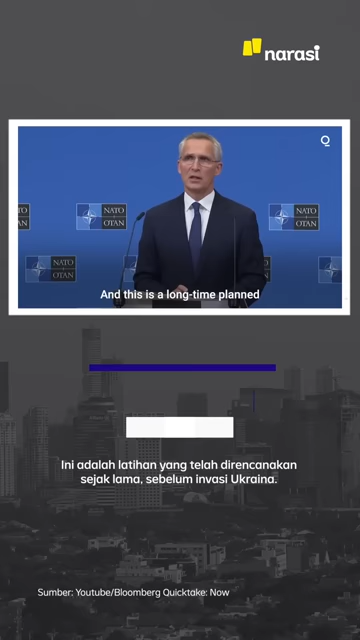 narasi
Q
NATO
OTAN
NATO
OTAN
NATO
OTAN
NATO
OTAN
And this is a long-time planned
Ini adalah latihan yang telah direncanakan
sejak lama, sebelum invasi Ukraina.
Sumber: Youtube/Bloomberg Quicktake: Now